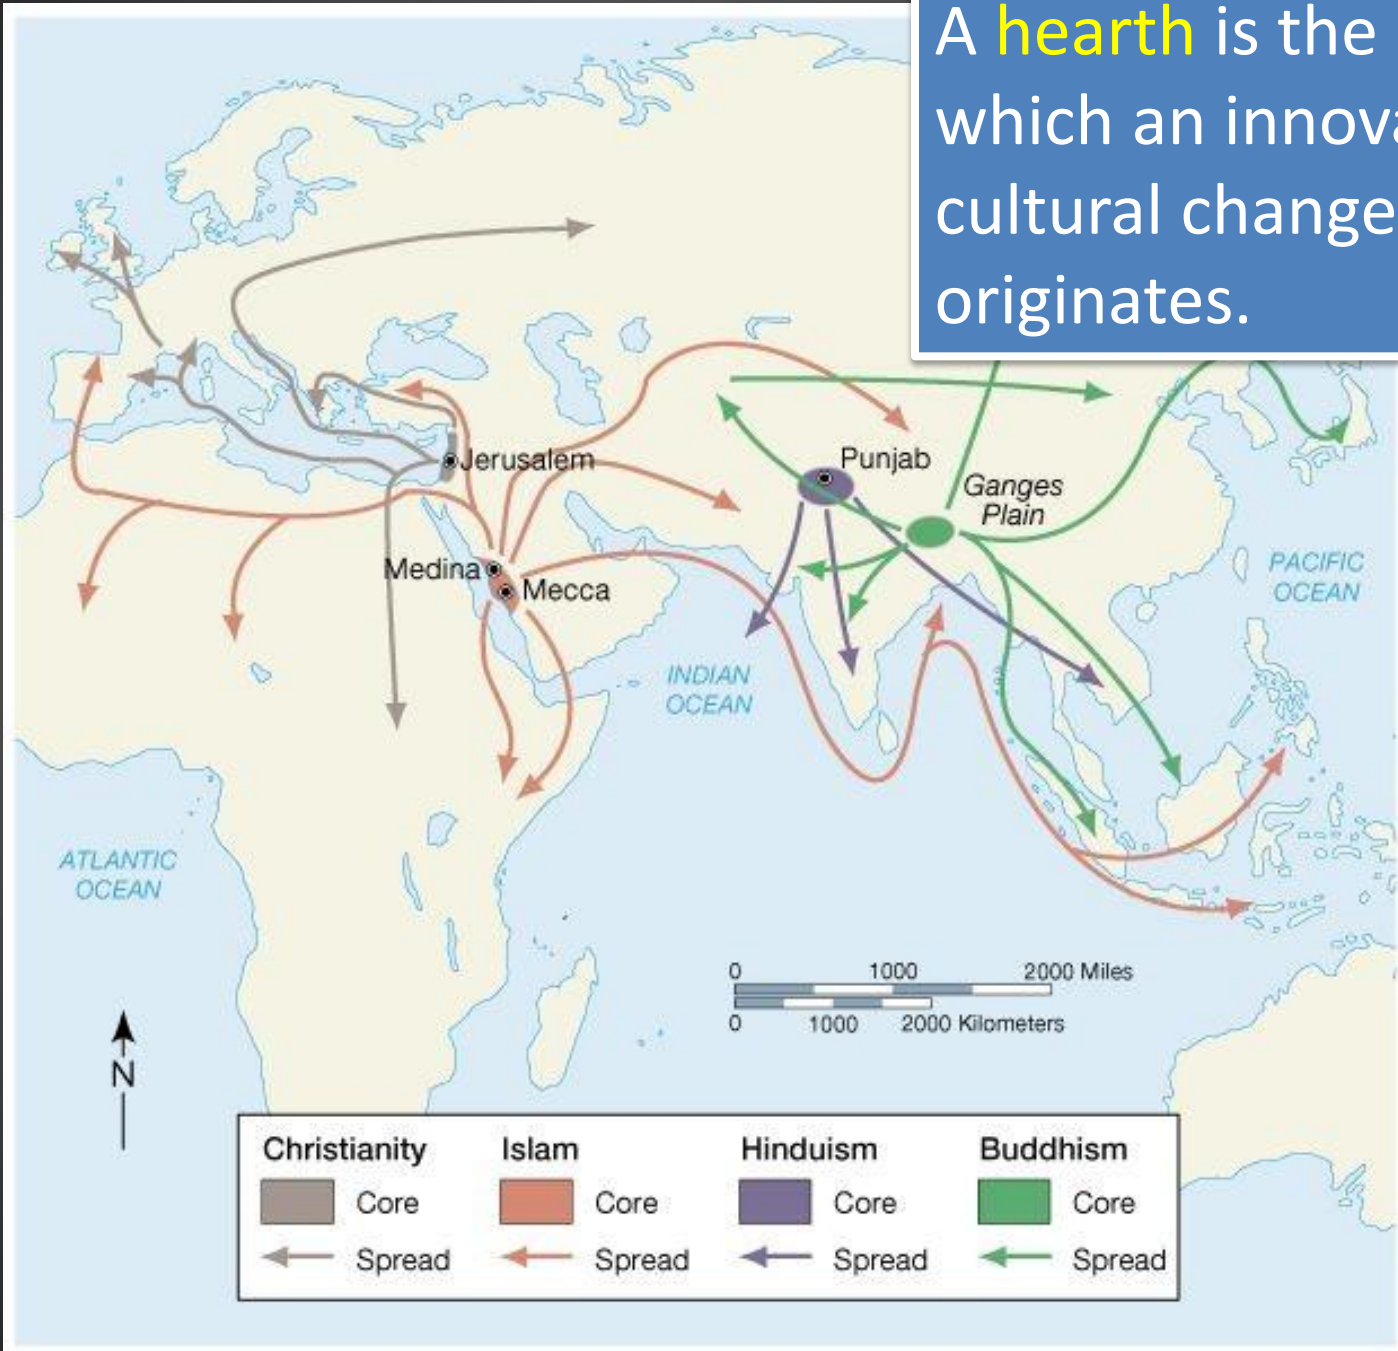 A hearth is the
which an innova
cultural change
originates.
Jerusalem
Punjab
Ganges
Plain
Medina
Mecca
PACIFIC
OCEAN
INDIAN
OCEAN
ATLANTIC
OCEAN
0 1000 2000 Miles
0 1000 2000 Kilometers
N
Christianity Islam Hinduism Buddhism
Core Core Core Core
Spread Spread Spread Spread